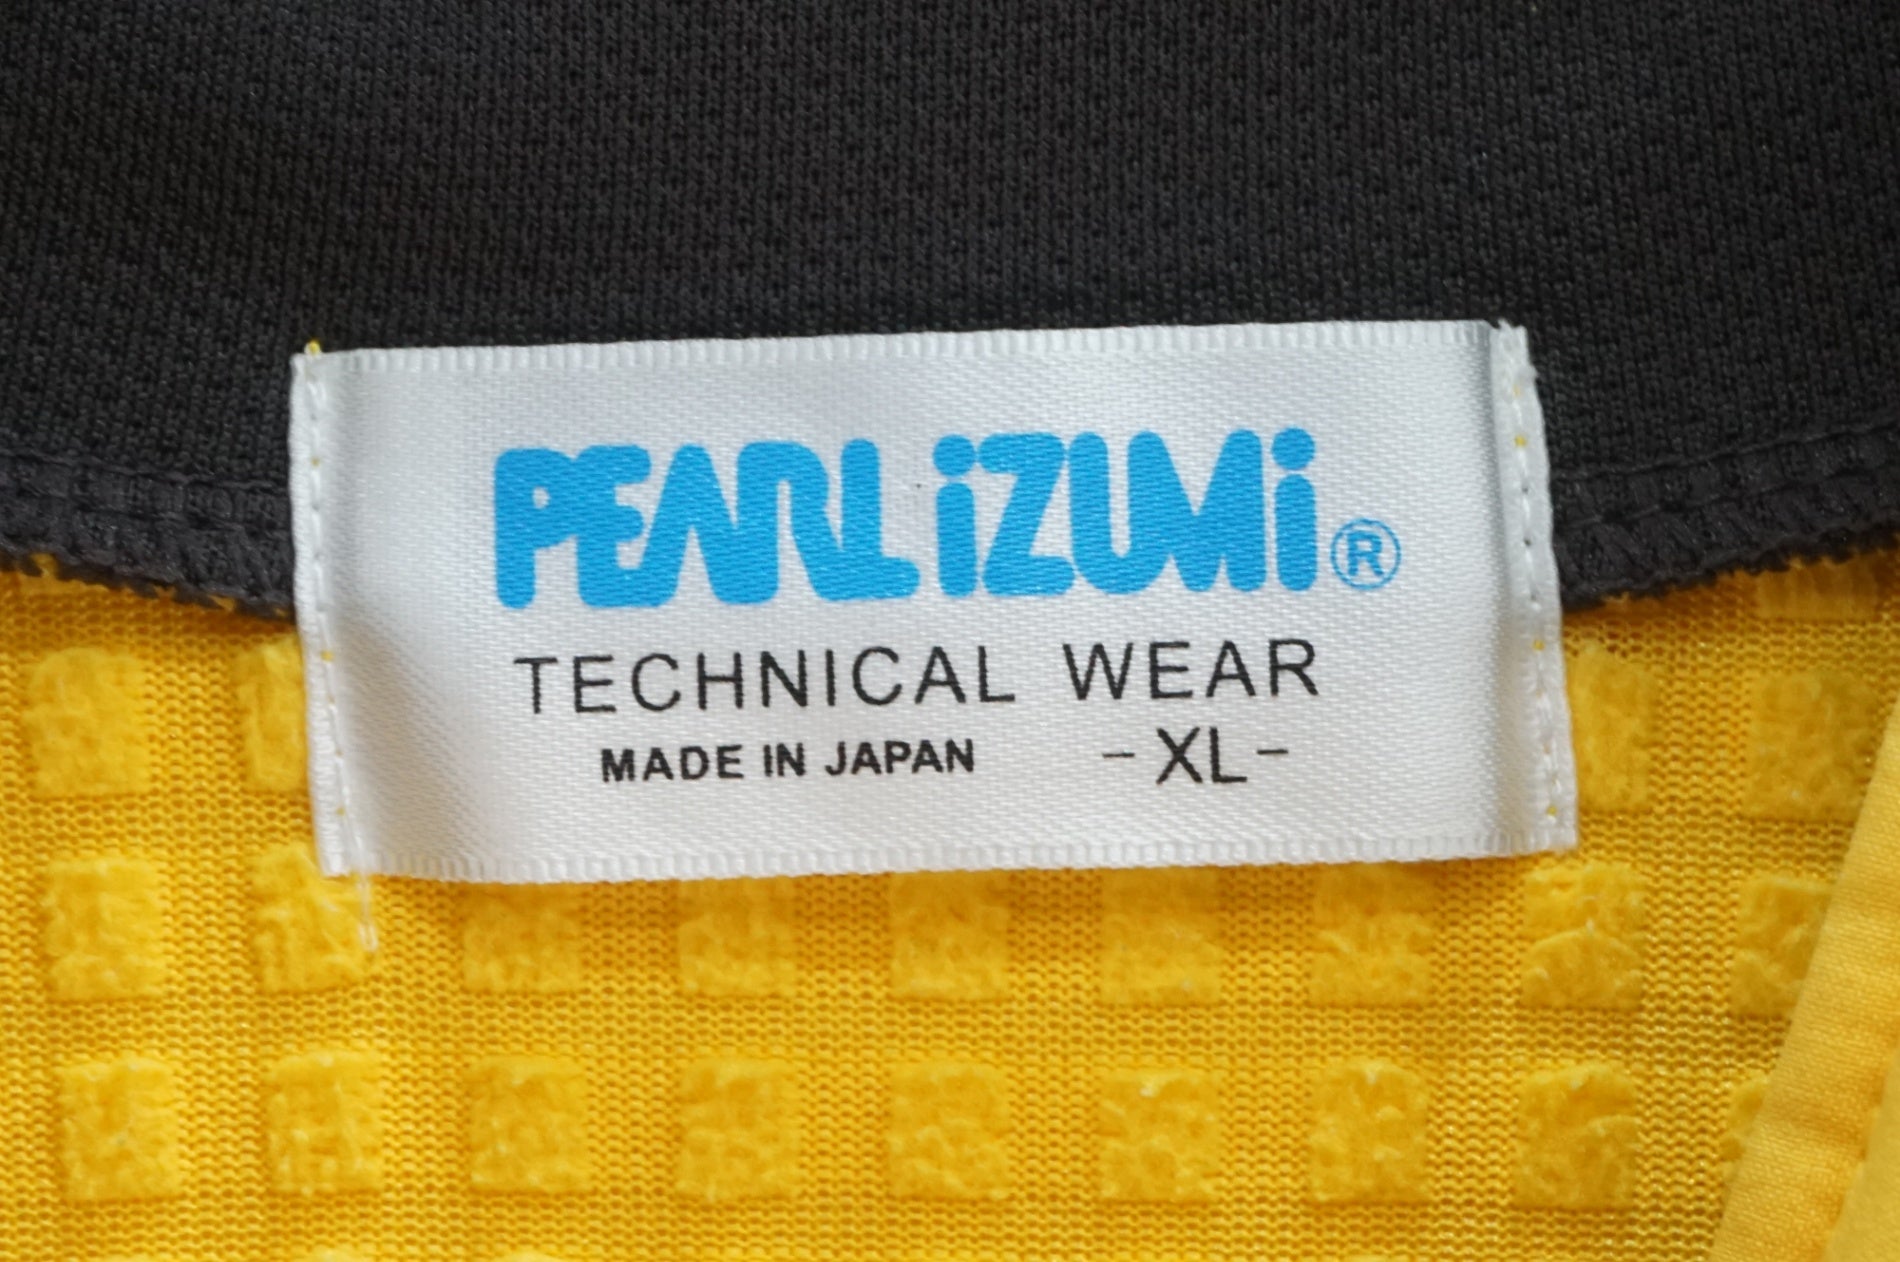 PEARL iZUMi®
TECHNICAL WEAR
MADE IN JAPAN -XL-